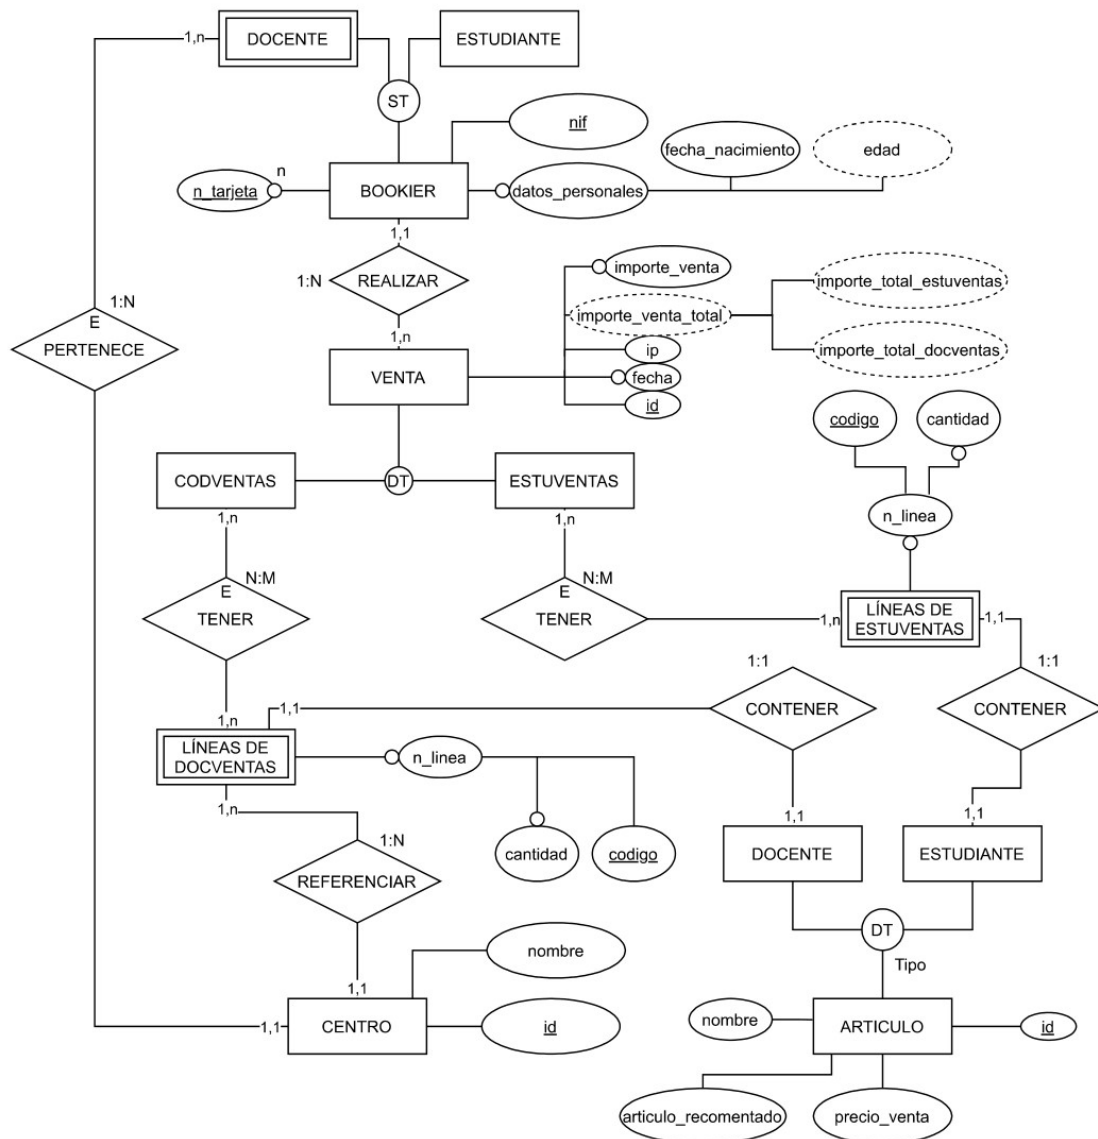 1,n
DOCENTE
ESTUDIANTE
ST
nif
fecha_nacimiento
edad
n
n_tarjeta
BOOKIER
datos_personales
1,1
1:N
REALIZAR
importe_venta
importe_total_estuventas
importe_venta_total
1:N
E
PERTENECE
1,n
ip
importe_total_docventas
VENTA
fecha
id
codigo
cantidad
CODVENTAS
DT
ESTUVENTAS
1,n
1,n
n_linea
N:M
E
TENER
N:M
E
TENER
1,n
LÍNEAS DE
ESTUVENTAS
1,1
1:1
1:1
1,1
CONTENER
CONTENER
1,n
LÍNEAS DE
DOCVENTAS
n_linea
1,n
1,1
1,1
1:N
cantidad
codigo
DOCENTE
ESTUDIANTE
REFERENCIAR
DT
nombre
Tipo
1,1
1,1
CENTRO
id
nombre
ARTICULO
id
articulo_recomentado
precio_venta